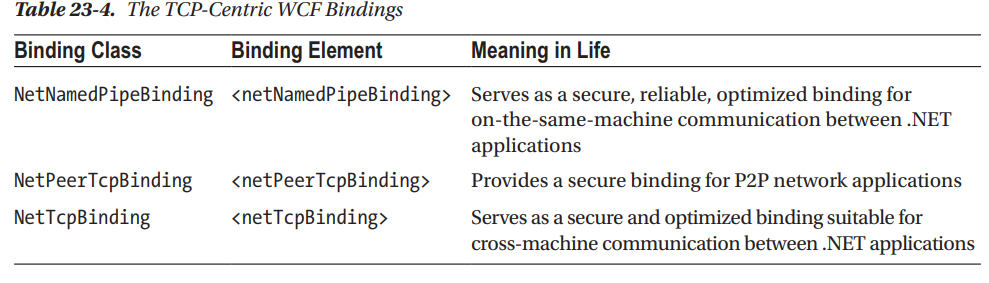 Table 23-4. The TCP-Centric WCF Bindings
Binding Class Binding Element Meaning in Life
NetNamedPipeBinding <netNamedPipeBinding> Serves as a secure, reliable, optimized binding for
on-the-same-machine communication between .NET
applications
NetPeerTcpBinding <netPeerTcpBinding> Provides a secure binding for P2P network applications
NetTcpBinding <netTcpBinding> Serves as a secure and optimized binding suitable for
cross-machine communication between .NET applications